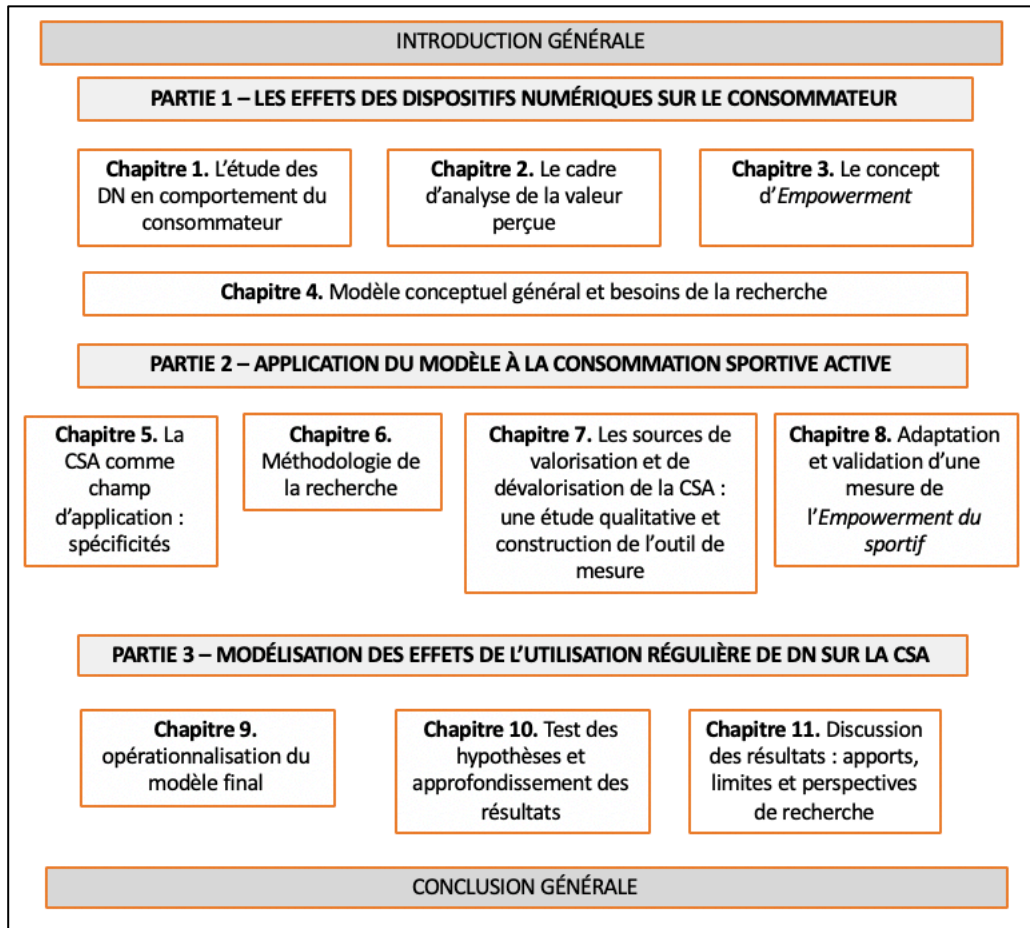 INTRODUCTION GÉNÉRALE
PARTIE 1 – LES EFFETS DES DISPOSITIFS NUMÉRIQUES SUR LE CONSOMMATEUR
Chapitre 1. L’étude des
DN en comportement du
consommateur
Chapitre 2. Le cadre
d’analyse de la valeur
perçue
Chapitre 3. Le concept
d’Empowerment
Chapitre 4. Modèle conceptuel général et besoins de la recherche
PARTIE 2 – APPLICATION DU MODÈLE À LA CONSOMMATION SPORTIVE ACTIVE
Chapitre 5. La
CSA comme
champ
d’application :
spécificités
Chapitre 6.
Méthodologie de
la recherche
Chapitre 7. Les sources de
valorisation et de
dévalorisation de la CSA :
une étude qualitative et
construction de l’outil de
mesure
Chapitre 8. Adaptation
et validation d’une
mesure de
l’Empowerment du
sportif
PARTIE 3 – MODÉLISATION DES EFFETS DE L’UTILISATION RÉGULIÈRE DE DN SUR LA CSA
Chapitre 9.
opérationnalisation du
modèle final
Chapitre 10. Test des
hypothèses et
approfondissement des
résultats
Chapitre 11. Discussion
des résultats : apports,
limites et perspectives
de recherche
CONCLUSION GÉNÉRALE